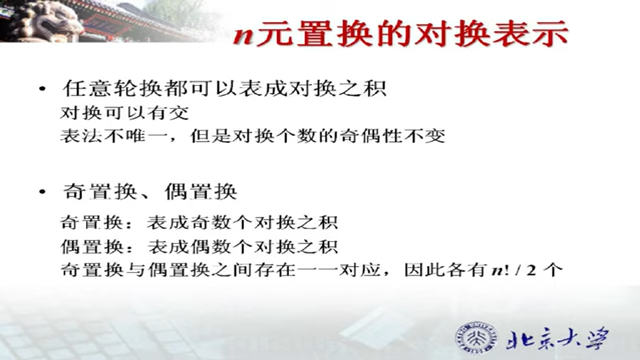 n元置换的对换表示
• 任意轮换都可以表成对换之积
对换可以有交
表法不唯一，但是对换个数的奇偶性不变
• 奇置换、偶置换
奇置换：表成奇数个对换之积
偶置换：表成偶数个对换之积
奇置换与偶置换之间存在一一对应，因此各有 n! / 2 个
北京大学